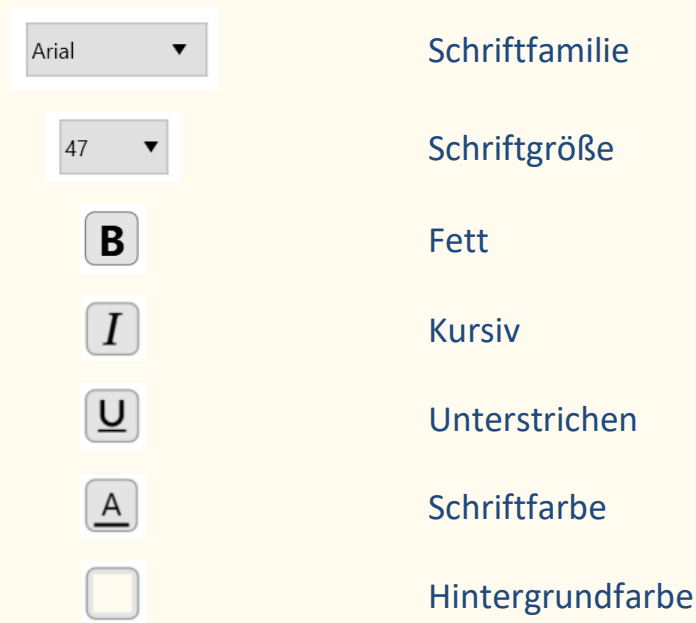 Arial ▼ Schriftfamilie
47 ▼ Schriftgröße
B Fett
I Kursiv
U Unterstrichen
A Schriftfarbe
Hintergrundfarbe